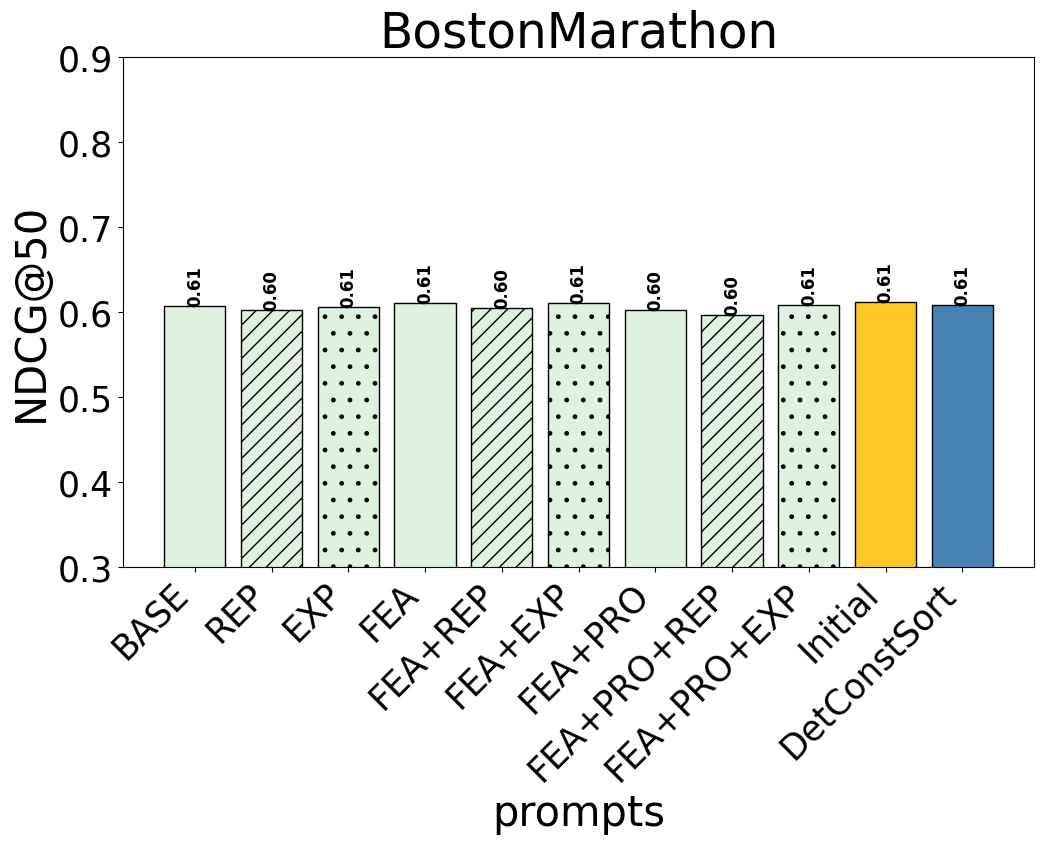 BostonMarathon
NDCG@50
0.9
0.8
0.7
0.6
0.5
0.4
0.3
0.61
0.60
0.61
0.61
0.60
0.61
0.60
0.60
0.61
0.61
0.61
BASE
REP
EXP
FEA
FEA+REP
FEA+EXP
FEA+PRO
FEA+PRO+REP
FEA+PRO+EXP
Initial
DetConstSort
prompts